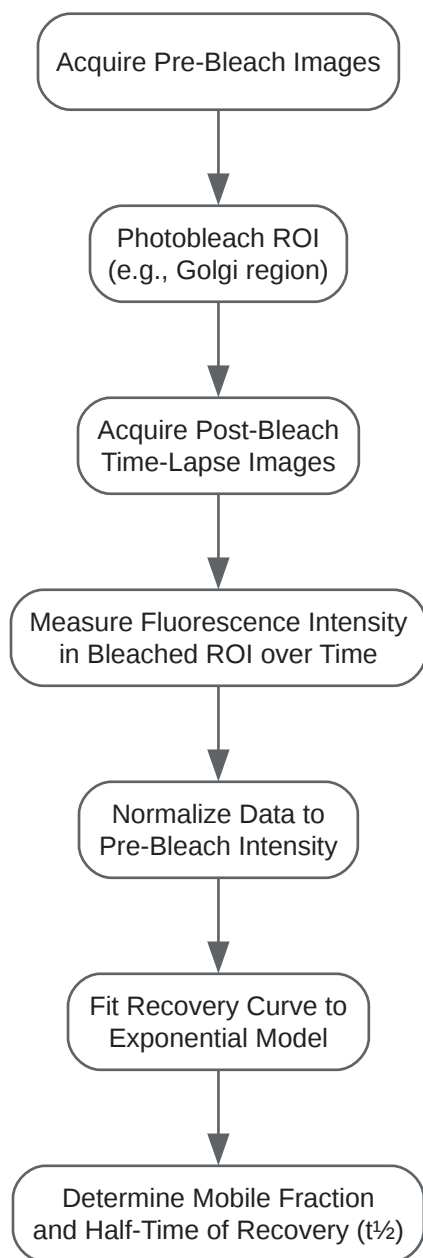 Acquire Pre-Bleach Images
Photobleach ROI
(e.g., Golgi region)
Acquire Post-Bleach
Time-Lapse Images
Measure Fluorescence Intensity
in Bleached ROI over Time
Normalize Data to
Pre-Bleach Intensity
Fit Recovery Curve to
Exponential Model
Determine Mobile Fraction
and Half-Time of Recovery (t½)